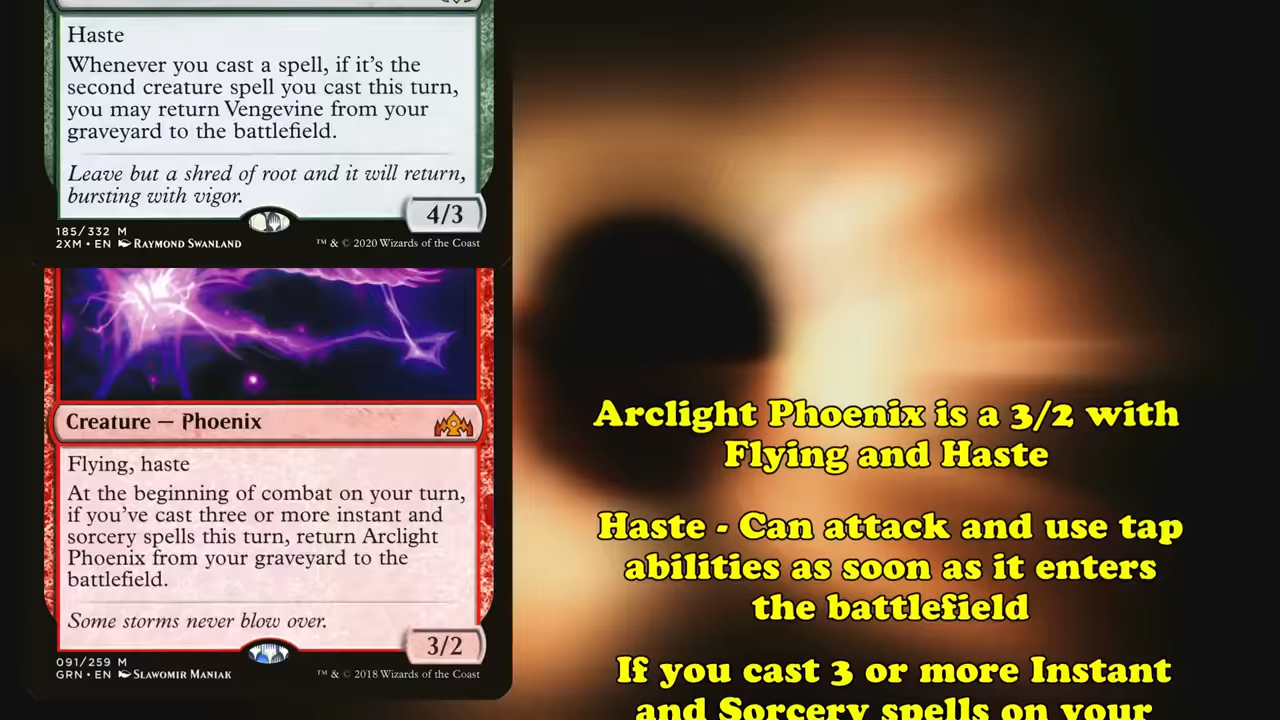 Haste
Whenever you cast a spell, if it's the
second creature spell you cast this turn,
you may return Vengevine from your
graveyard to the battlefield.
Leave but a shred of root and it will return,
bursting with vigor.
4/3
185/332 M
2XM • EN RAYMOND SWANLAND
™ & © 2020 Wizards of the Coast
Creature — Phoenix
Flying, haste
At the beginning of combat on your turn,
if you've cast three or more instant and
sorcery spells this turn, return Arclight
Phoenix from your graveyard to the
battlefield.
Some storms never blow over.
3/2
091/259 M
GRN • EN SLAWOMIR MANIAK
™ & © 2018 Wizards of the Coast
Arclight Phoenix is a 3/2 with
Flying and Haste
Haste - Can attack and use tap
abilities as soon as it enters
the battlefield
If you cast 3 or more Instant
and Sorcery spells on your